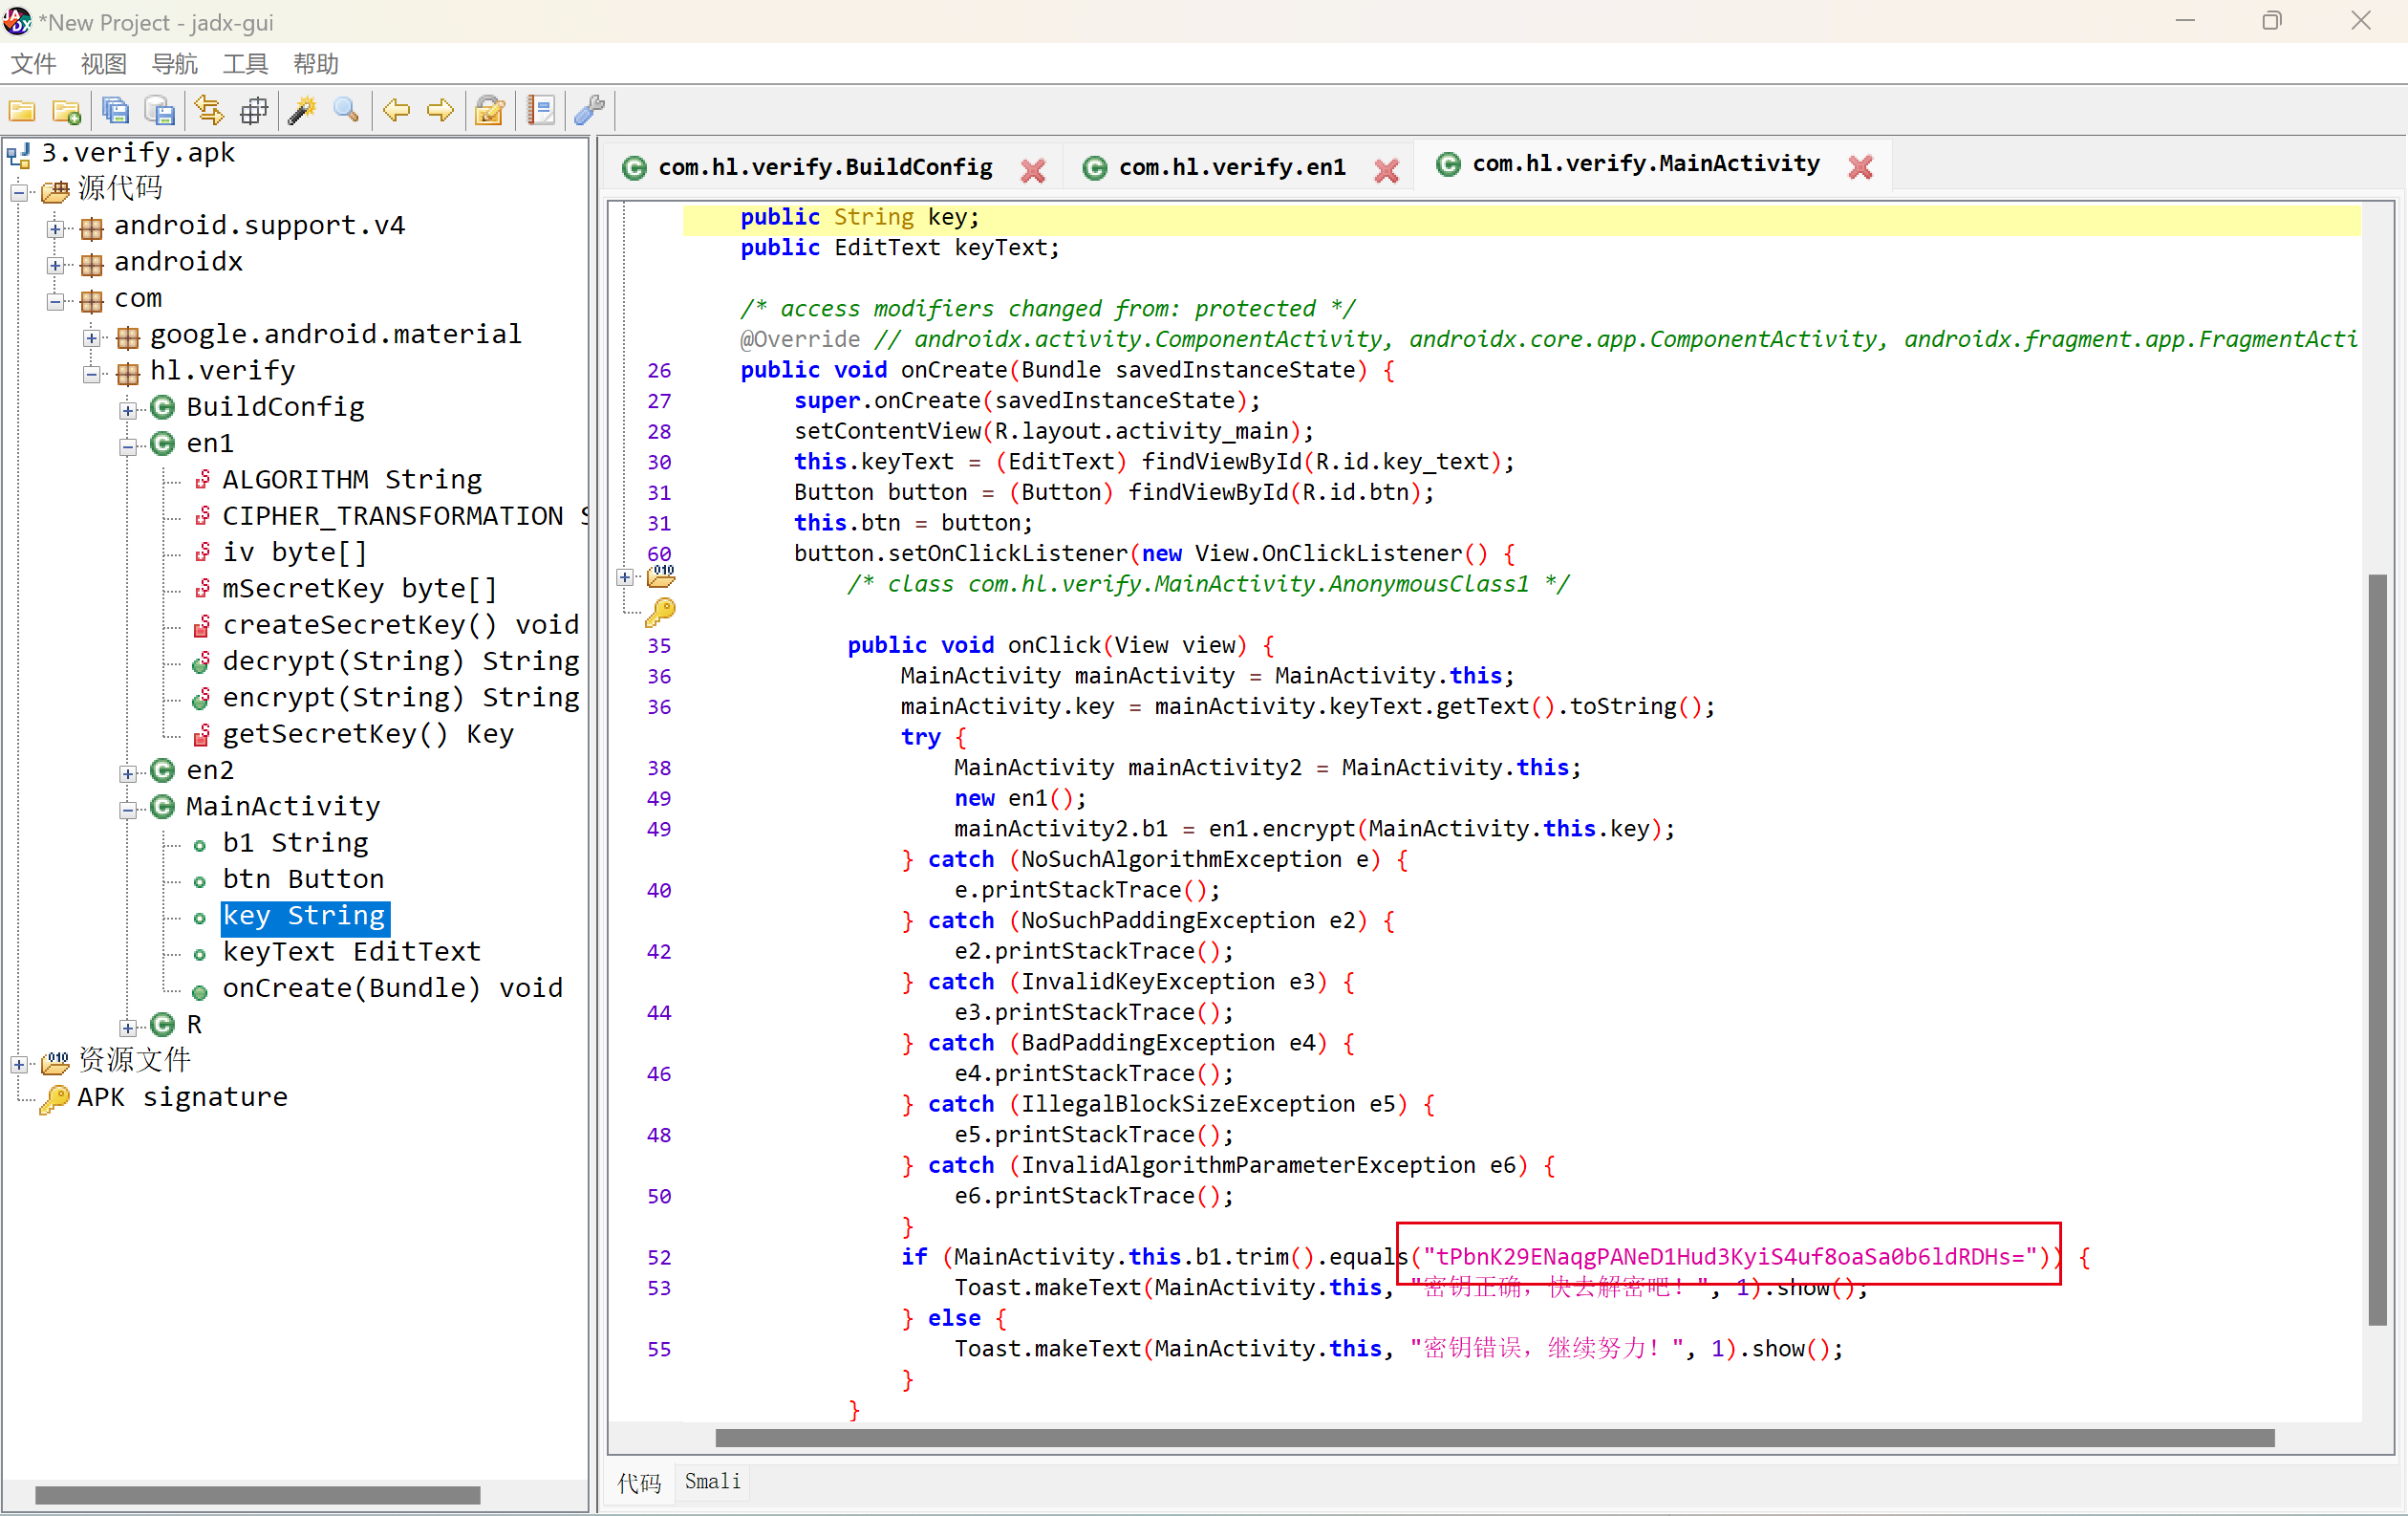 *New Project - jadx-gui
文件 视图 导航 工具 帮助
3.verify.apk
源代码
android.support.v4
androidx
com
google.android.material
hl.verify
BuildConfig
en1
ALGORITHM String
CIPHER_TRANSFORMATION S
iv byte[]
mSecretKey byte[]
createSecretKey() void
decrypt(String) String
encrypt(String) String
getSecretKey() Key
en2
MainActivity
b1 String
btn Button
key String
keyText EditText
onCreate(Bundle) void
R
资源文件
APK signature
com.hl.verify.BuildConfig com.hl.verify.en1 com.hl.verify.MainActivity
public String key;
public EditText keyText;
/* access modifiers changed from: protected */
@Override // androidx.activity.ComponentActivity, androidx.core.app.ComponentActivity, androidx.fragment.app.FragmentActi
26 public void onCreate(Bundle savedInstanceState) {
27 super.onCreate(savedInstanceState);
28 setContentView(R.layout.activity_main);
30 this.keyText = (EditText) findViewById(R.id.key_text);
31 Button button = (Button) findViewById(R.id.btn);
31 this.btn = button;
60 button.setOnClickListener(new View.OnClickListener() {
/* class com.hl.verify.MainActivity.AnonymousClass1 */
35 public void onClick(View view) {
36 MainActivity mainActivity = MainActivity.this;
36 mainActivity.key = mainActivity.keyText.getText().toString();
try {
38 MainActivity mainActivity2 = MainActivity.this;
49 new en1();
49 mainActivity2.b1 = en1.encrypt(MainActivity.this.key);
} catch (NoSuchAlgorithmException e) {
40 e.printStackTrace();
} catch (NoSuchPaddingException e2) {
42 e2.printStackTrace();
} catch (InvalidKeyException e3) {
44 e3.printStackTrace();
} catch (BadPaddingException e4) {
46 e4.printStackTrace();
} catch (IllegalBlockSizeException e5) {
48 e5.printStackTrace();
} catch (InvalidAlgorithmParameterException e6) {
50 e6.printStackTrace();
}
52 if (MainActivity.this.b1.trim().equals("tPbnK29ENaqgPANeD1Hud3KyiS4uf8oaSa0b6ldRDHs=")) {
53 Toast.makeText(MainActivity.this, "密钥正确，快去解密吧！", 1).show();
} else {
55 Toast.makeText(MainActivity.this, "密钥错误，继续努力！", 1).show();
}
}
代码 Smali